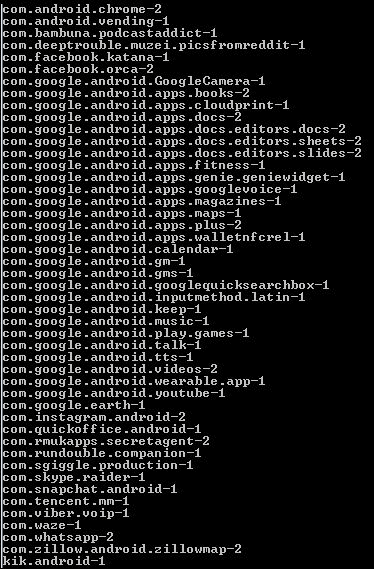 com.android.chrome-2
com.android.vending-1
com.bambuna.podcastaddict-1
com.deeptrouble.muzei.picsfromreddit-1
com.facebook.katana-1
com.facebook.orca-2
com.google.android.GoogleCamera-1
com.google.android.apps.books-2
com.google.android.apps.cloudprint-1
com.google.android.apps.docs-2
com.google.android.apps.docs.editors.docs-2
com.google.android.apps.docs.editors.sheets-2
com.google.android.apps.docs.editors.slides-2
com.google.android.apps.fitness-1
com.google.android.apps.genie.geniewidget-1
com.google.android.apps.googlevoice-1
com.google.android.apps.magazines-1
com.google.android.apps.maps-1
com.google.android.apps.plus-2
com.google.android.apps.walletnfcrel-1
com.google.android.calendar-1
com.google.android.gm-1
com.google.android.gms-1
com.google.android.googlequicksearchbox-1
com.google.android.inputmethod.latin-1
com.google.android.keep-1
com.google.android.music-1
com.google.android.play.games-1
com.google.android.talk-1
com.google.android.tts-1
com.google.android.videos-2
com.google.android.wearable.app-1
com.google.android.youtube-1
com.google.earth-1
com.instagram.android-2
com.quickoffice.android-1
com.rmukapps.secretagent-2
com.rundouble.companion-1
com.sgiggle.production-1
com.skype.raider-1
com.snapchat.android-1
com.tencent.mm-1
com.viber.voip-1
com.waze-1
com.whatsapp-2
com.zillow.android.zillowmap-2
kik.android-1